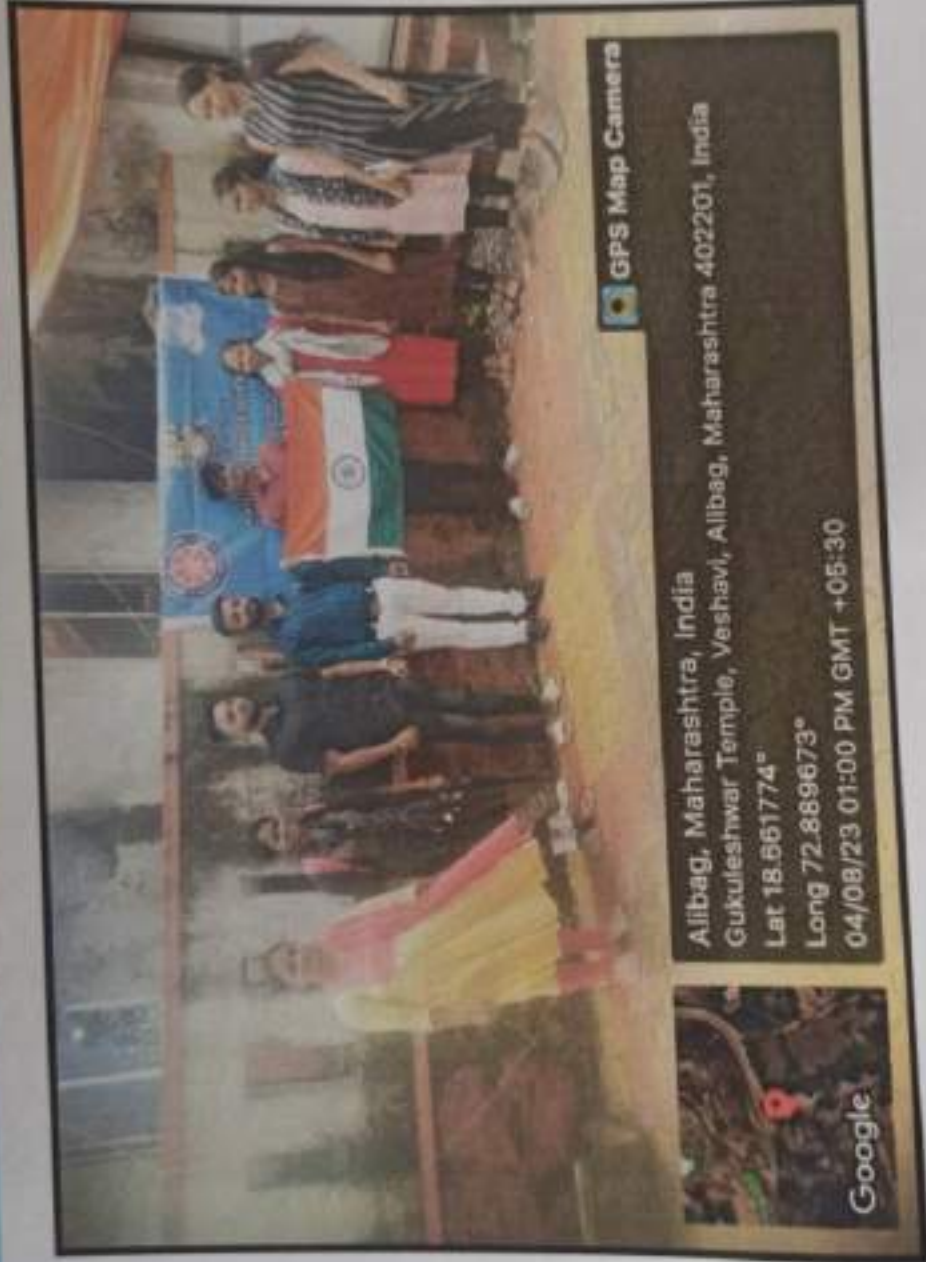 GPS Map Camera
Alibag, Maharashtra, India
Gukuleshwar Temple, Veshavi, Alibag, Maharashtra 402201, India
Lat 18.661774°
Long 72.889673°
04/08/23 01:00 PM GMT +05:30
Google